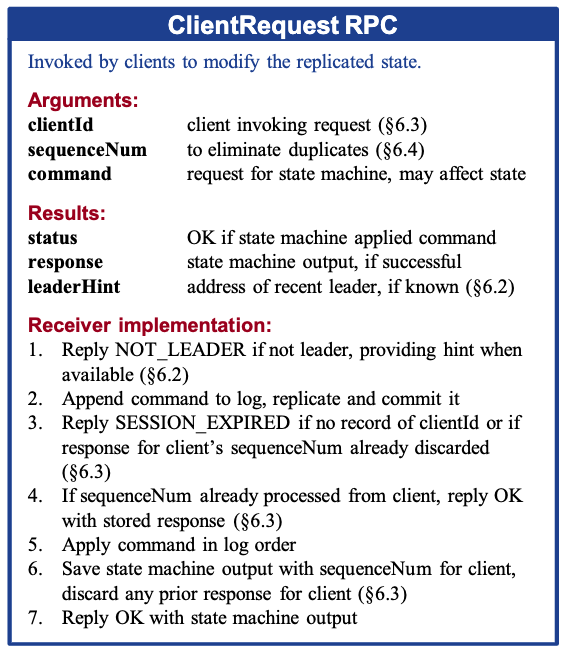 ClientRequest RPC
Invoked by clients to modify the replicated state.
Arguments:
clientId client invoking request (§6.3)
sequenceNum to eliminate duplicates (§6.4)
command request for state machine, may affect state
Results:
status OK if state machine applied command
response state machine output, if successful
leaderHint address of recent leader, if known (§6.2)
Receiver implementation:
1. Reply NOT_LEADER if not leader, providing hint when
available (§6.2)
2. Append command to log, replicate and commit it
3. Reply SESSION_EXPIRED if no record of clientId or if
response for client’s sequenceNum already discarded
(§6.3)
4. If sequenceNum already processed from client, reply OK
with stored response (§6.3)
5. Apply command in log order
6. Save state machine output with sequenceNum for client,
discard any prior response for client (§6.3)
7. Reply OK with state machine output